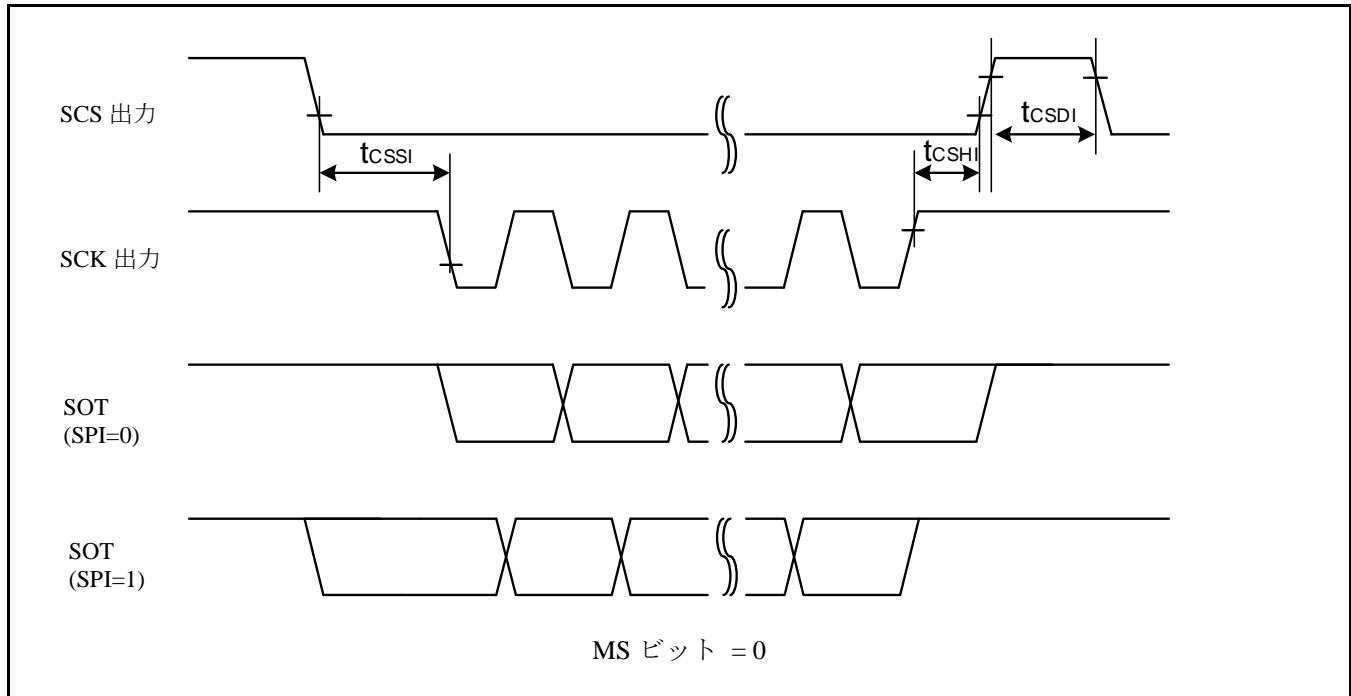 SCS 出力
tCSDI
tCSSI
tCSHI
SCK 出力
SOT
(SPI=0)
SOT
(SPI=1)
MS ビット = 0